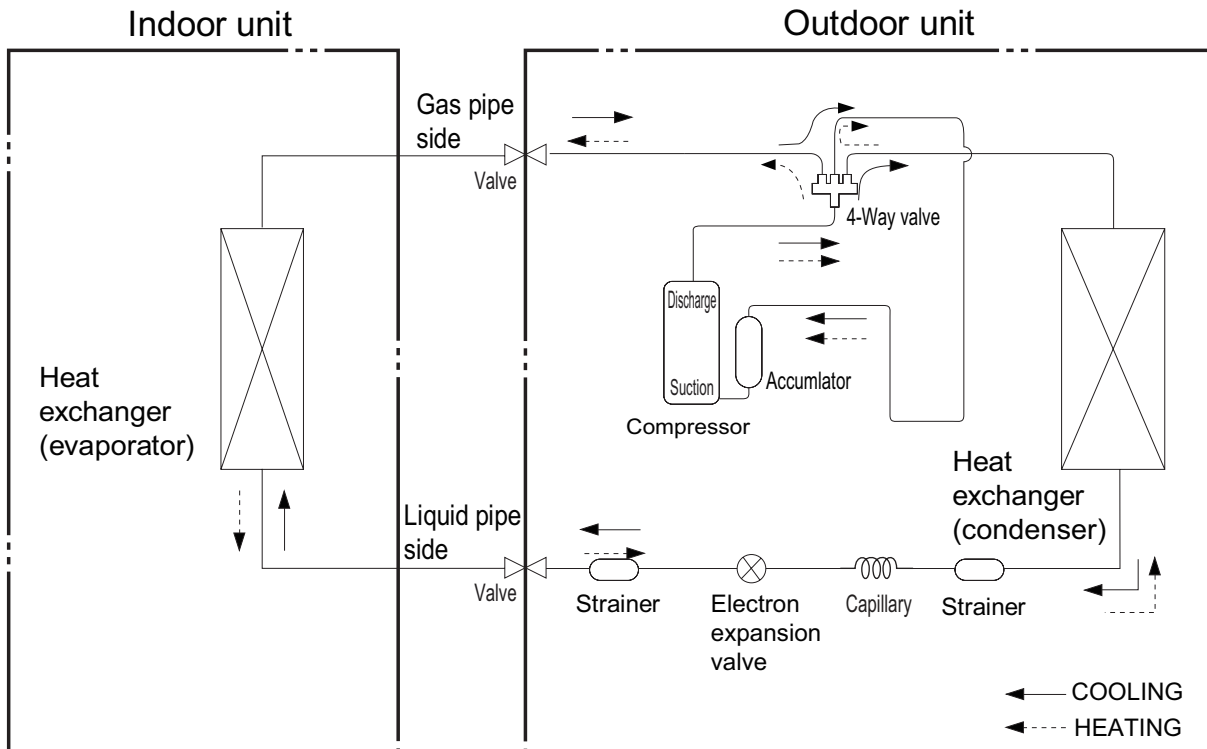 Indoor unit
Outdoor unit
Gas pipe
side
Valve
4-Way valve
Discharge
Suction
Accumlator
Compressor
Heat
exchanger
(evaporator)
Heat
exchanger
(condenser)
Liquid pipe
side
Valve
Strainer
Electron
expansion
valve
Capillary
Strainer
COOLING
HEATING